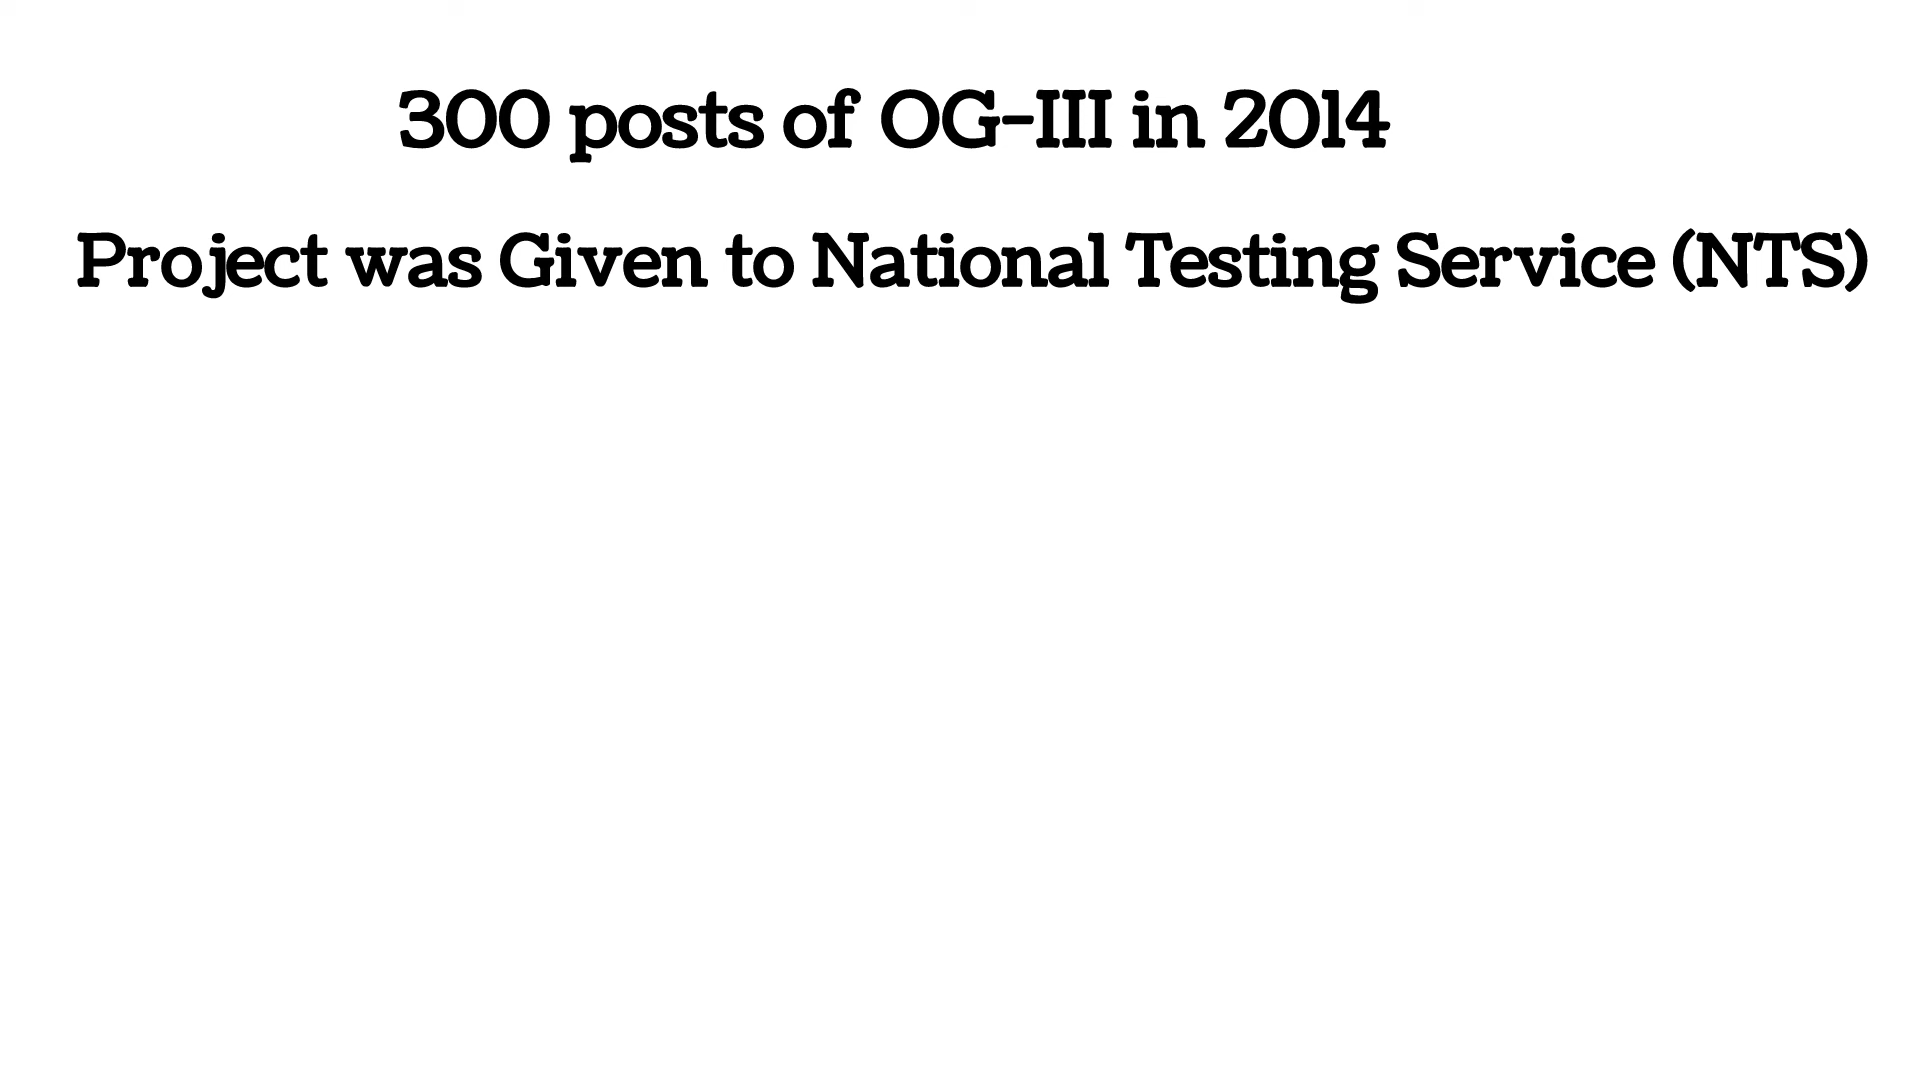 300 posts of OG-III in 2014
Project was Given to National Testing Service (NTS)